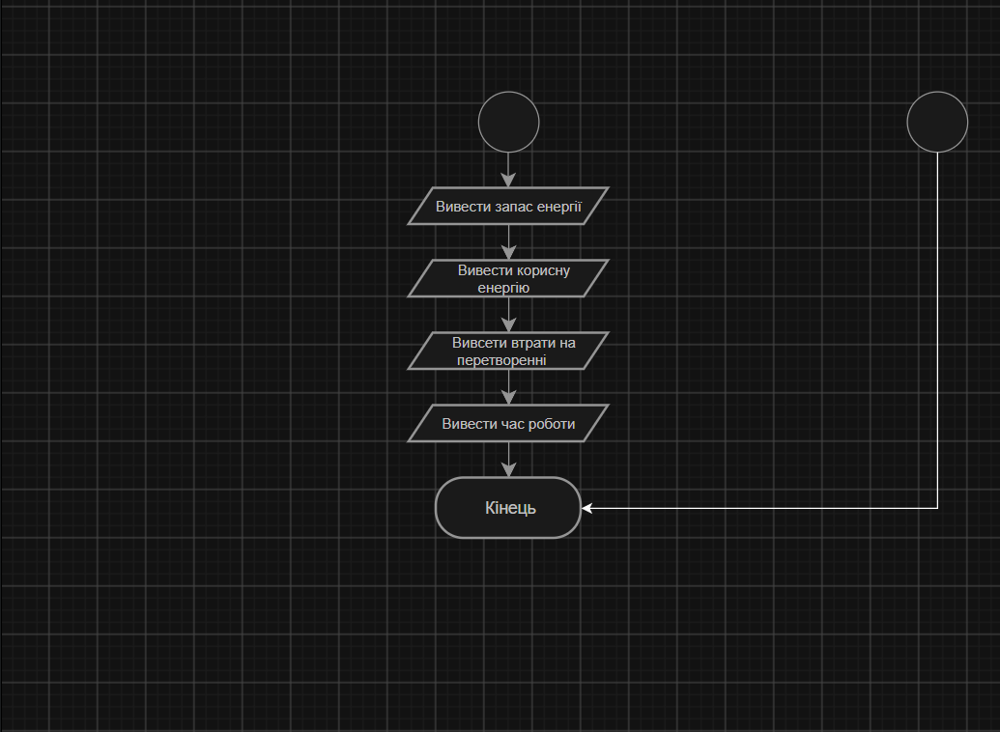 Вивести запас енергії
Вивести корисну
енергію
Вивсети втрати на
перетворенні
Вивести час роботи
Кінець